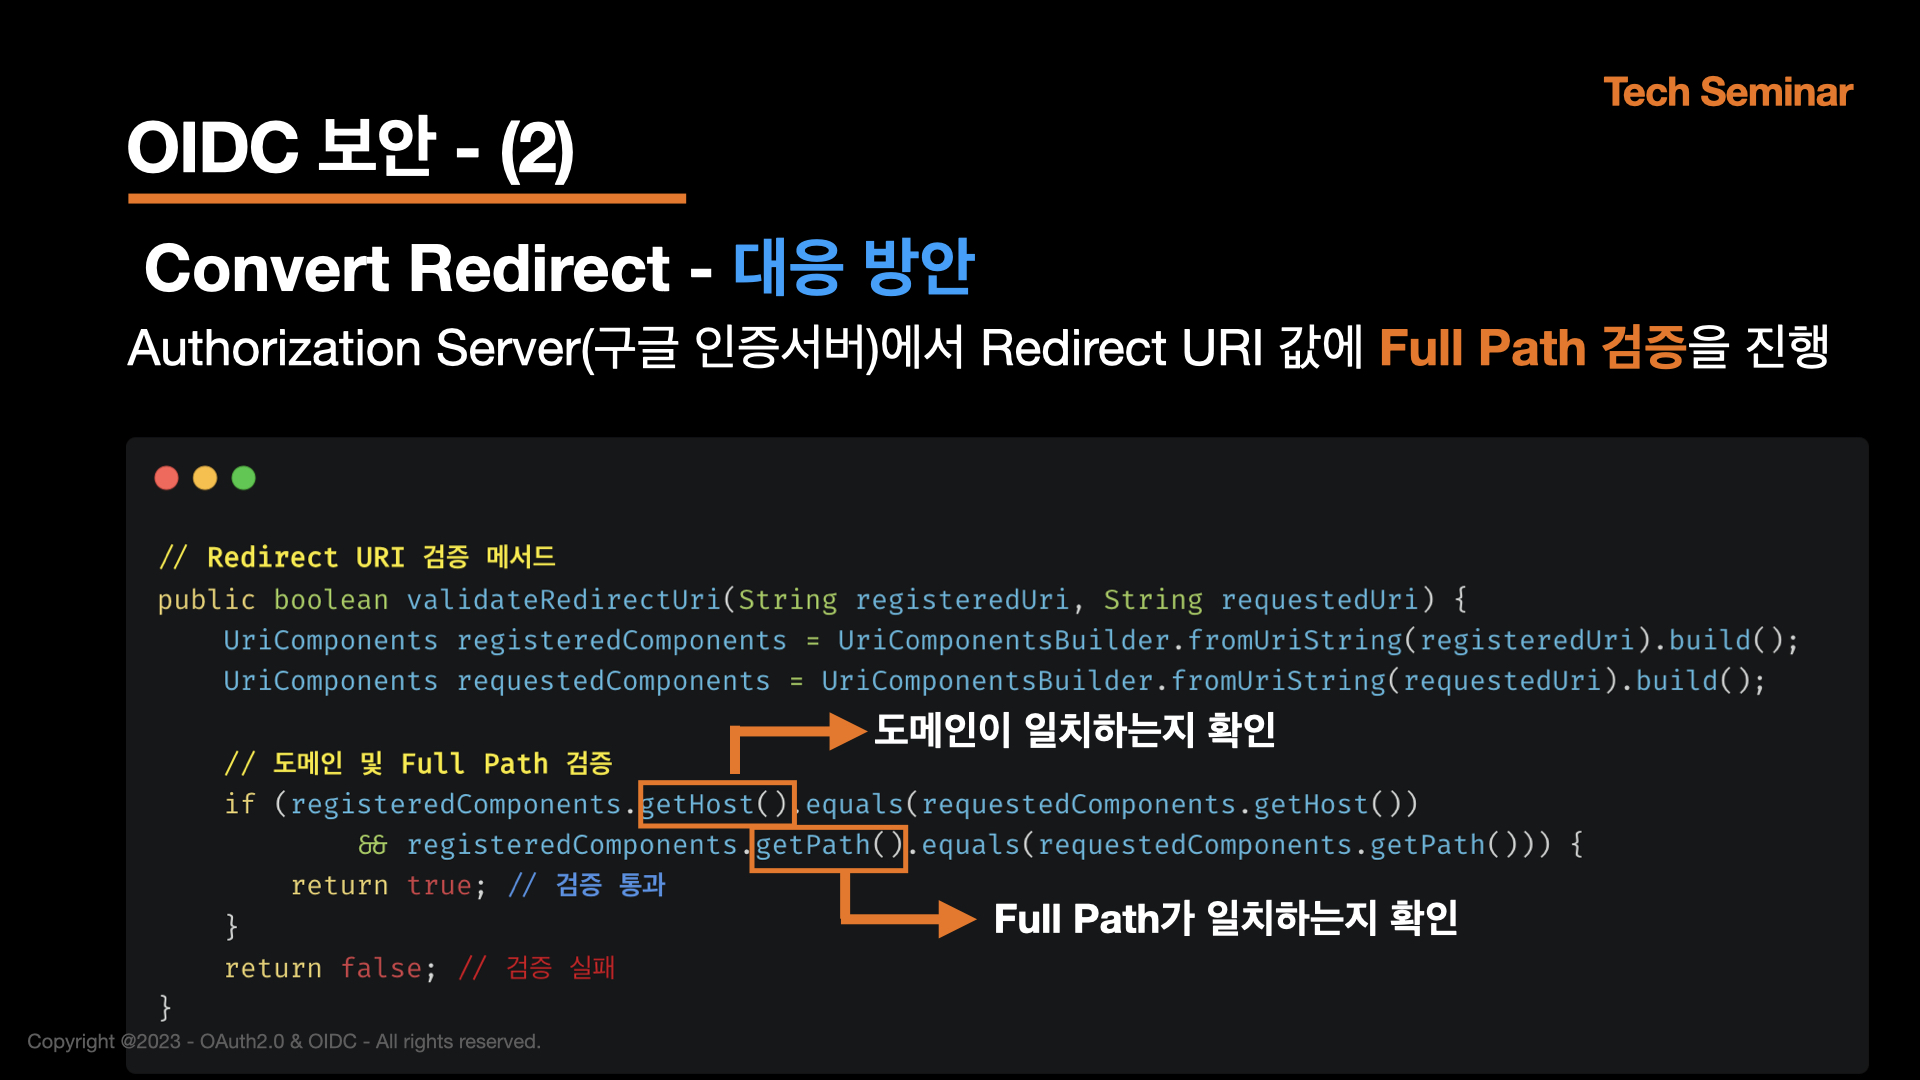 Tech Seminar
OIDC 보안 - (2)
Convert Redirect - 대응 방안
Authorization Server(구글 인증서버)에서 Redirect URI 값에 Full Path 검증을 진행
// Redirect URI 검증 메서드
public boolean validateRedirectUri(String registeredUri, String requestedUri) {
    UriComponents registeredComponents = UriComponentsBuilder.fromUriString(registeredUri).build();
    UriComponents requestedComponents = UriComponentsBuilder.fromUriString(requestedUri).build();
도메인이 일치하는지 확인
    // 도메인 및 Full Path 검증
    if (registeredComponents.getHost().equals(requestedComponents.getHost())
            && registeredComponents.getPath().equals(requestedComponents.getPath())) {
        return true; // 검증 통과
Full Path가 일치하는지 확인
    }
    return false; // 검증 실패
}
Copyright @2023 - OAuth2.0 & OIDC - All rights reserved.